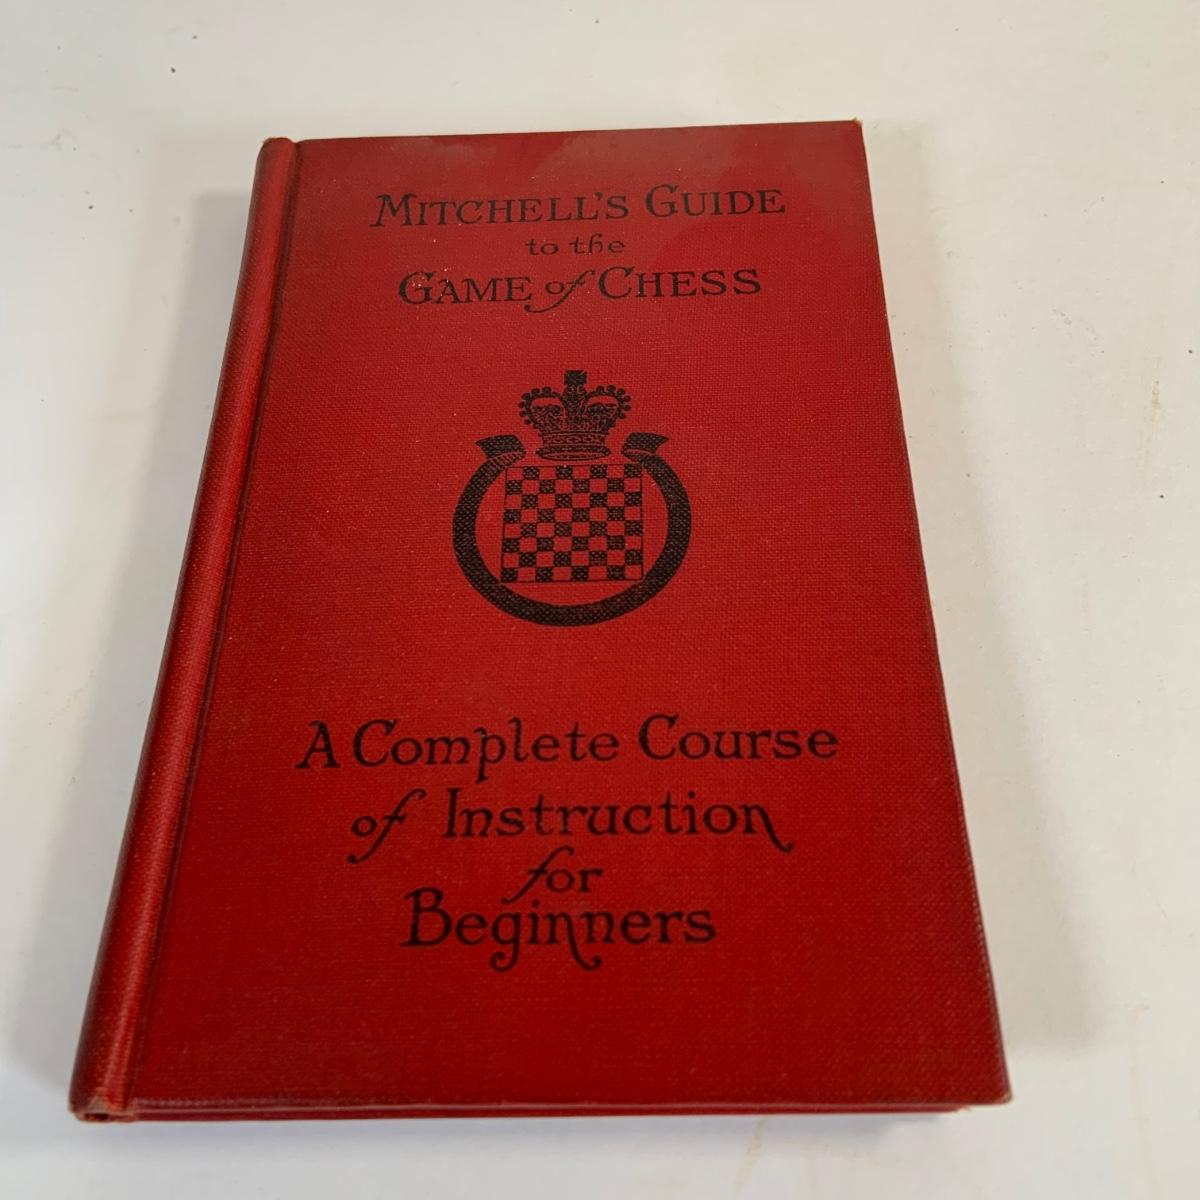 MITCHELL'S GUIDE
to the
GAME of CHESS
A Complete Course
of Instruction
for
Beginners